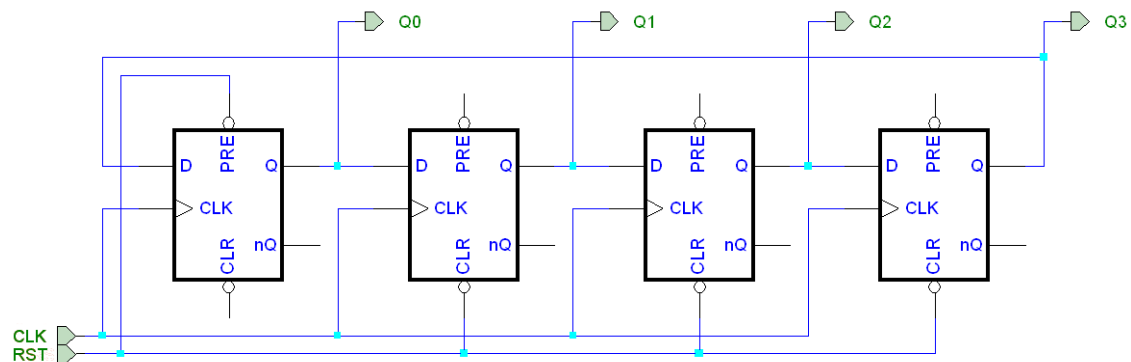 Q0 Q1 Q2 Q3
PRE PRE PRE PRE
D Q D Q D Q D Q
CLK CLK CLK CLK
CLR nQ CLR nQ CLR nQ CLR nQ
CLK
RST